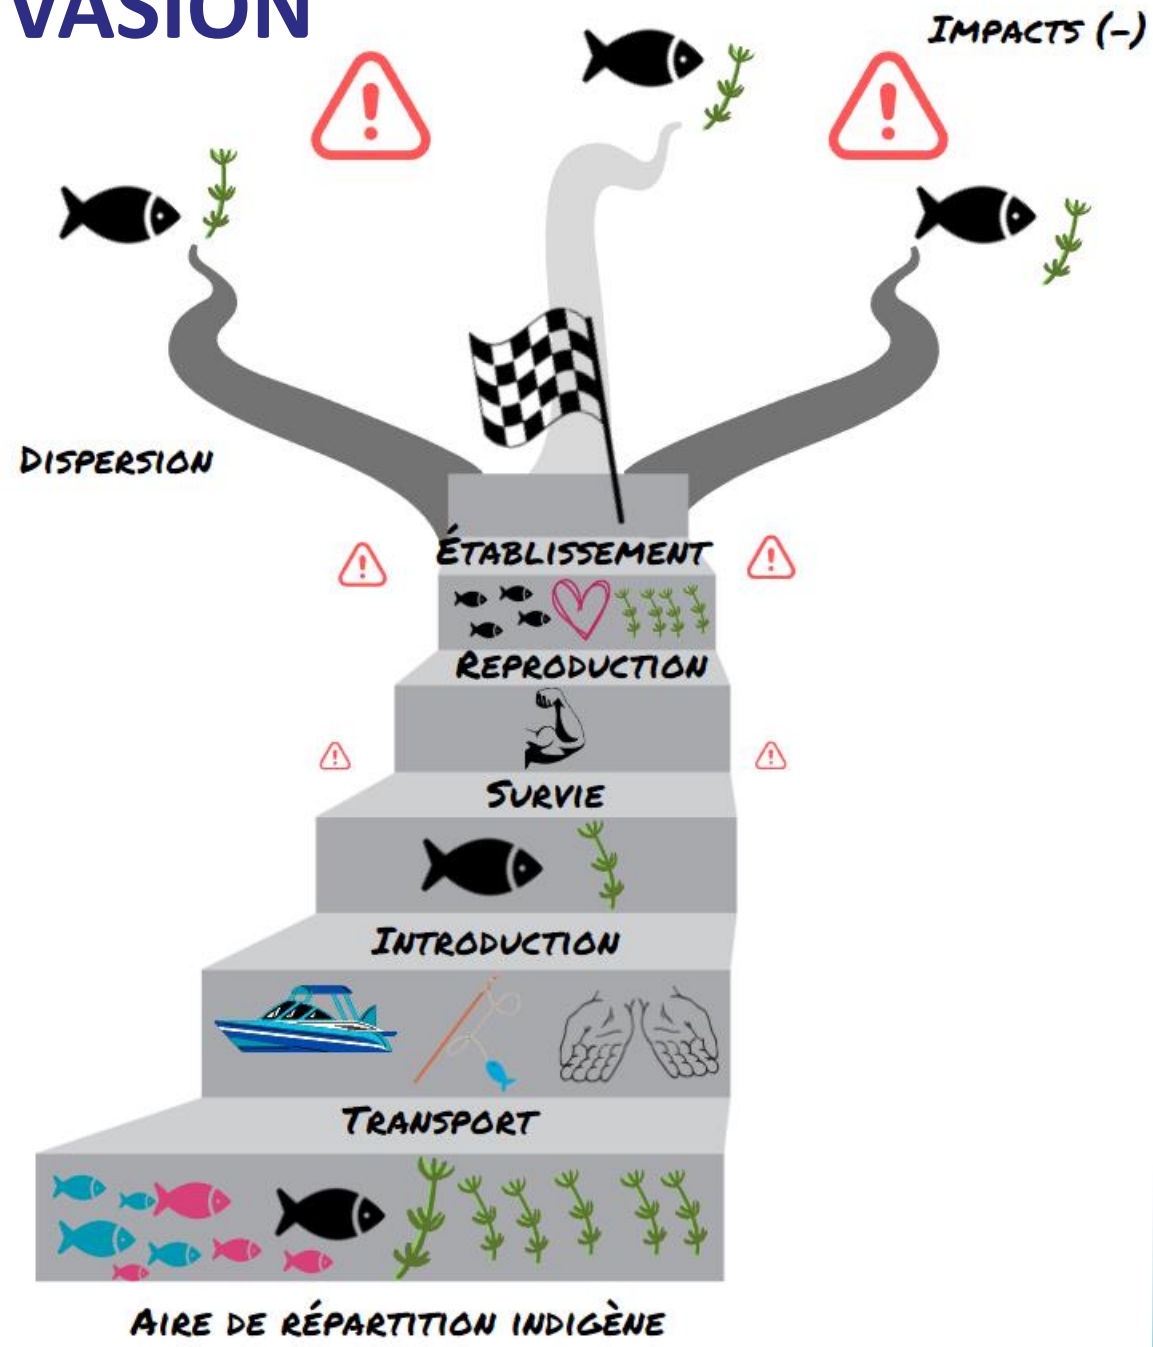 VASION
IMPACTS (-)
DISPERSION
ÉTABLISSEMENT
REPRODUCTION
SURVIE
INTRODUCTION
TRANSPORT
AIRE DE RÉPARTITION INDIGÈNE